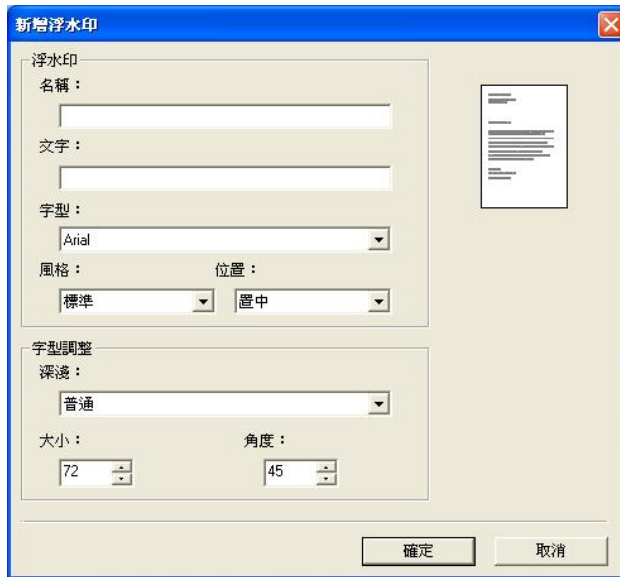 新增浮水印
浮水印
名稱：
文字：
字型：
Arial
風格：
位置：
標準
置中
字型調整
深淺：
普通
大小：
角度：
72
45
確定
取消